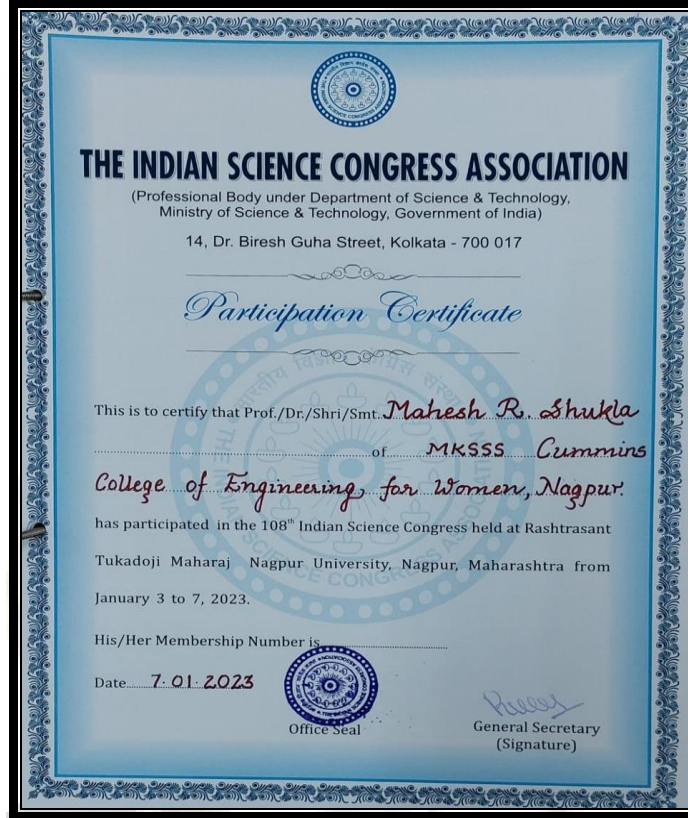 THE INDIAN SCIENCE CONGRESS ASSOCIATION
(Professional Body under Department of Science & Technology,
Ministry of Science & Technology, Government of India)
14, Dr. Biresh Guha Street, Kolkata - 700 017
Participation Certificate
This is to certify that Prof./Dr./Shri/Smt. Mahesh R. Shukla
of MKSSS Cummins
College of Engineering, for Women, Nagpur.
has participated in the 108th Indian Science Congress held at Rashtrasant
Tukadoji Maharaj Nagpur University, Nagpur, Maharashtra from
January 3 to 7, 2023.
His/Her Membership Number is
Date 7.01.2023
Office Seal
General Secretary
(Signature)